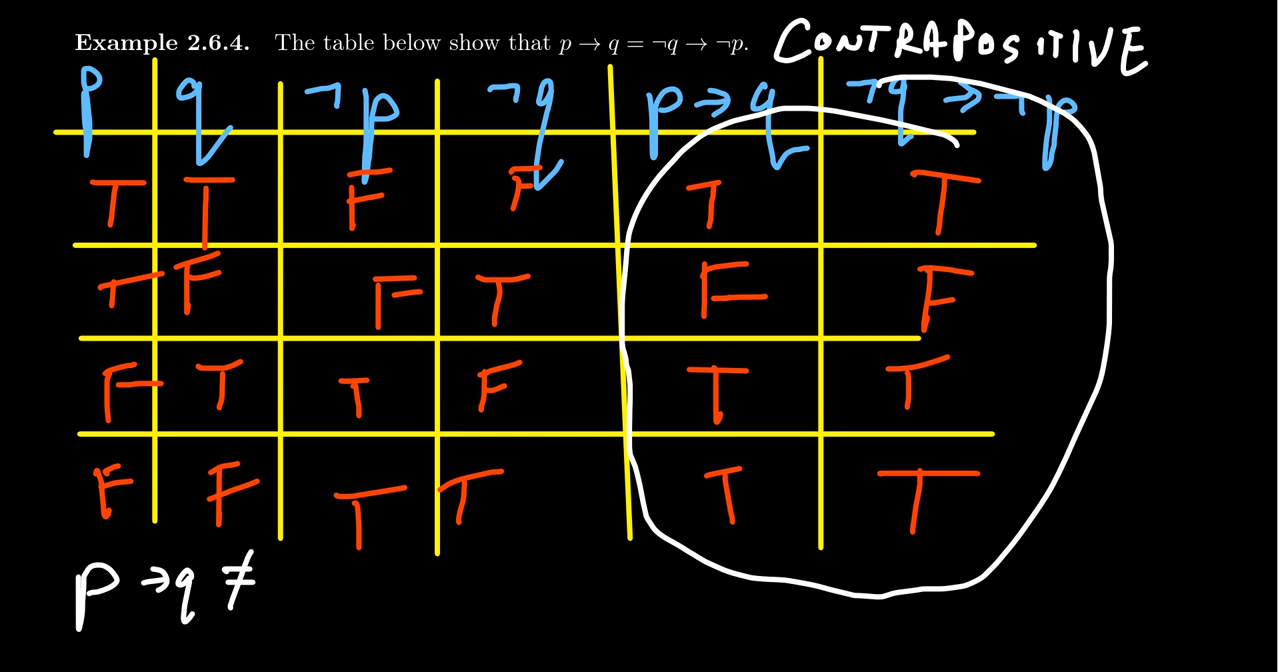 Example 2.6.4. The table below show that p → q = ¬q → ¬p. CONTRAPOSITIVE
p q ¬p ¬q p → q ¬q → ¬p
T T F F T T
T F F T F F
F T T F T T
F F T T T T
p → q ≠